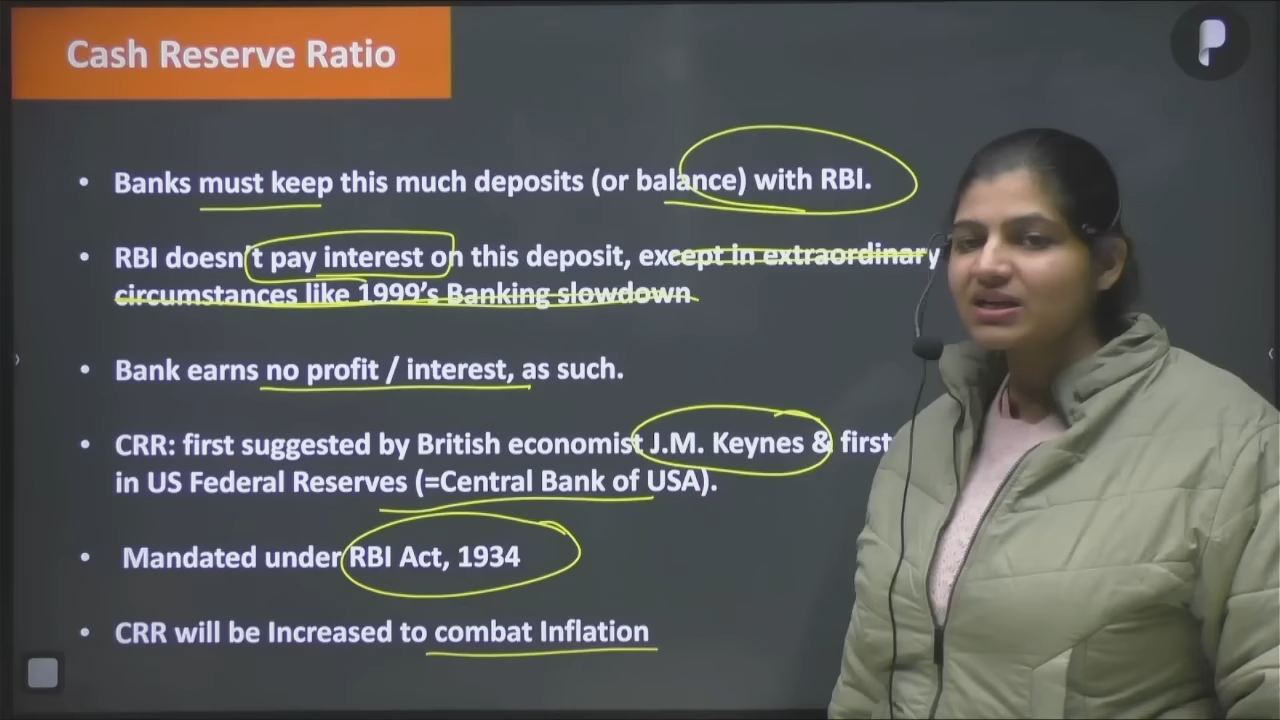 Cash Reserve Ratio
• Banks must keep this much deposits (or balance) with RBI.
• RBI doesn't pay interest on this deposit, except in extraordinary
circumstances like 1999's Banking slowdown
• Bank earns no profit / interest, as such.
• CRR: first suggested by British economist J.M. Keynes & first
in US Federal Reserves (=Central Bank of USA).
• Mandated under RBI Act, 1934
• CRR will be Increased to combat Inflation